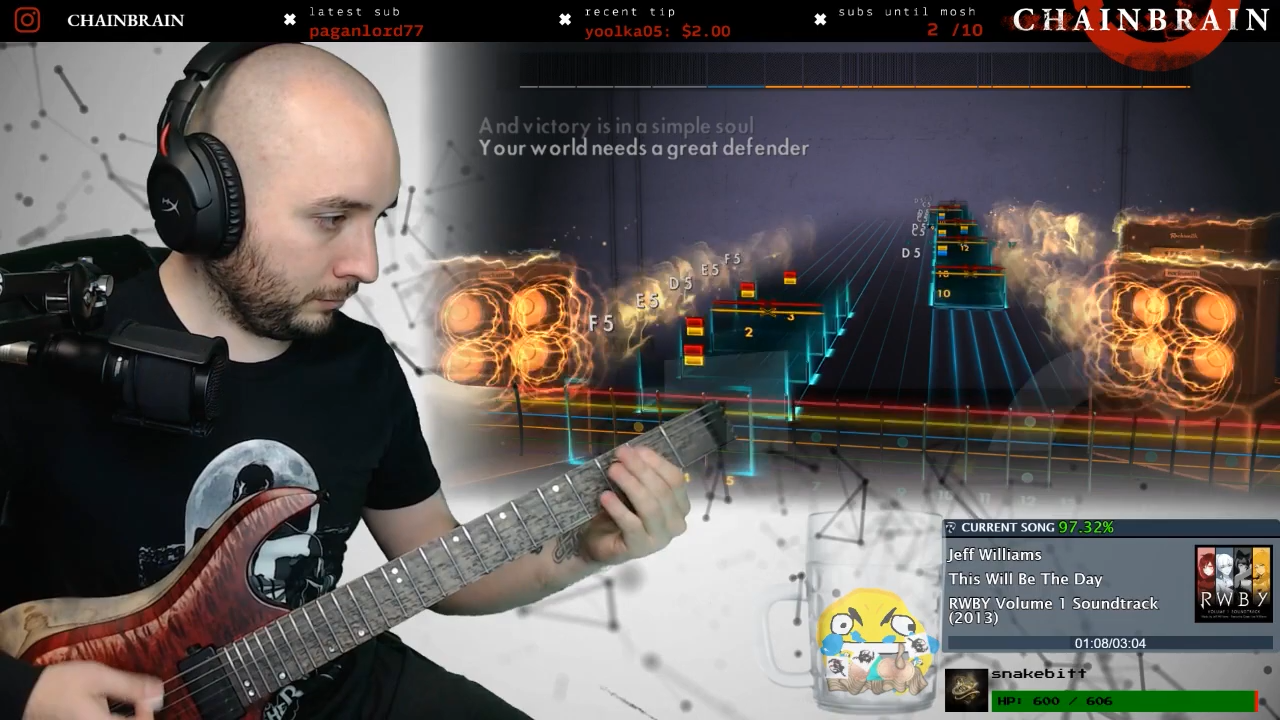 CHAINBRAIN
latest sub
paganlord77
recent tip
yoolka05: $2.00
subs until mosh
2 /10
CHAINBRAIN
And victory is in a simple soul
Your world needs a great defender
F5
E5
D5
E5
F5
D5
2
3
10
12
5
CURRENT SONG 97.32%
Jeff Williams
This Will Be The Day
RWBY Volume 1 Soundtrack
(2013)
RWBY
01:08/03:04
snakebitt
HP: 600 / 606